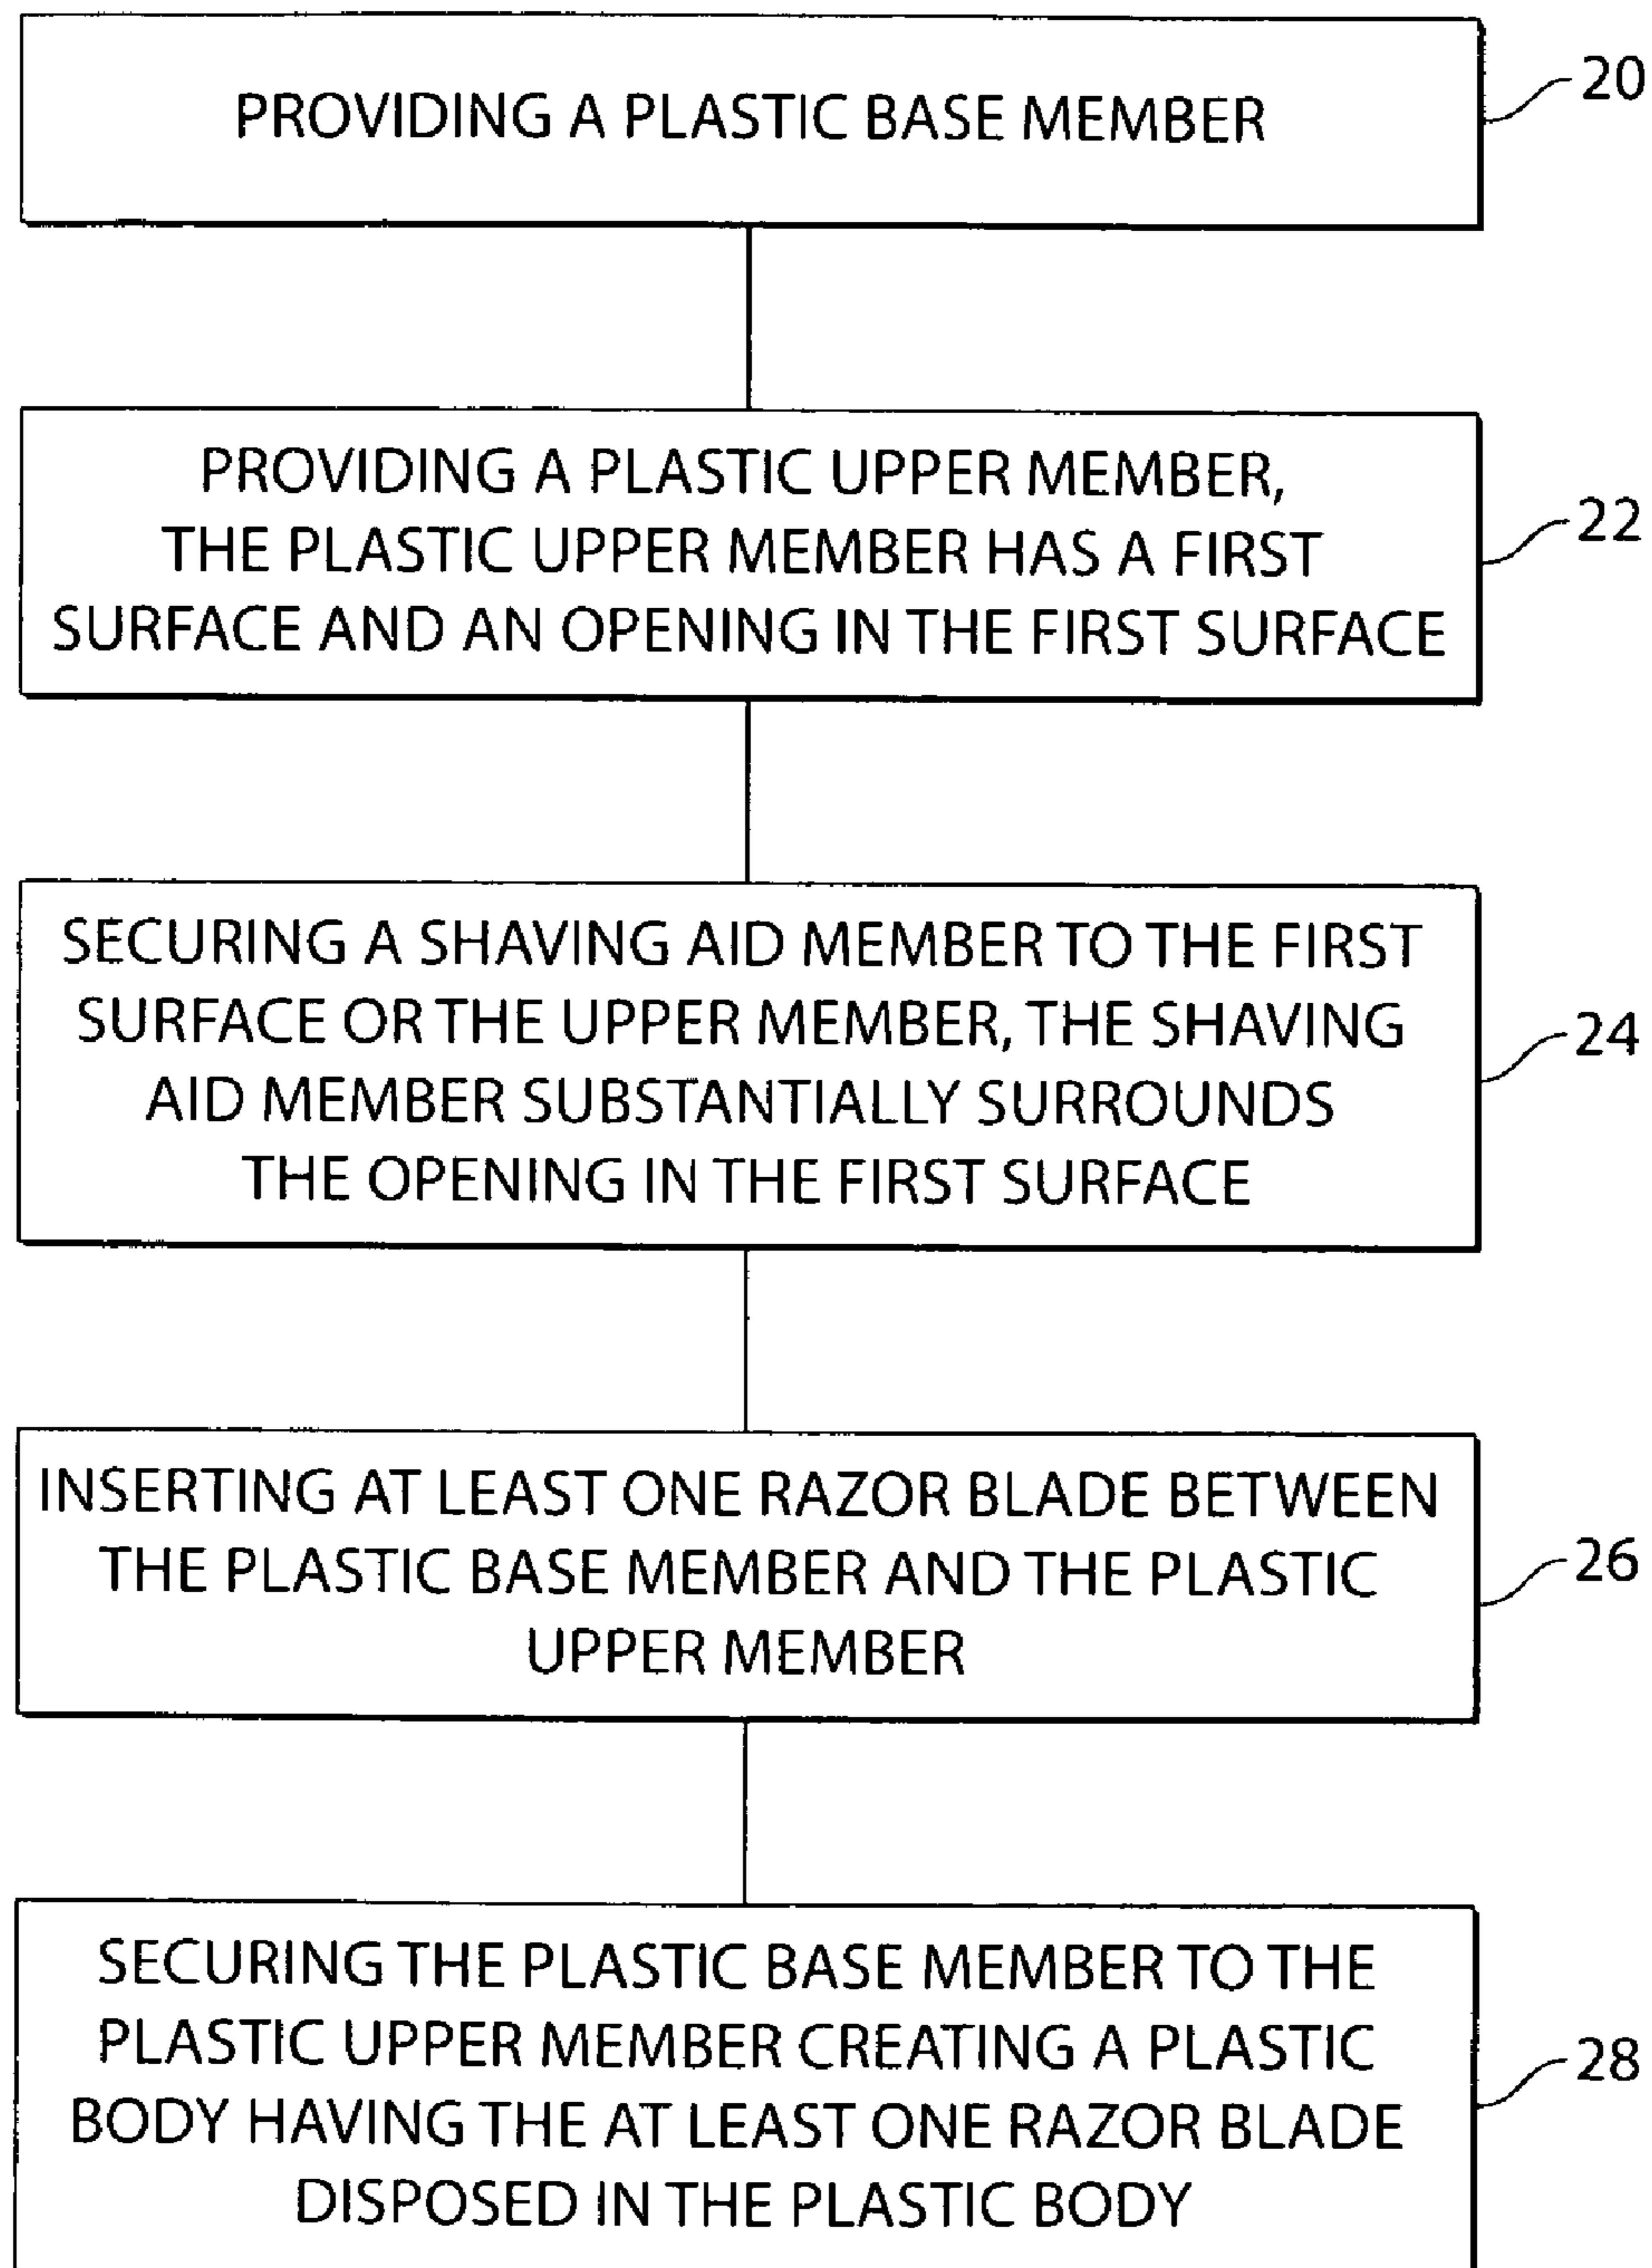 PROVIDING A PLASTIC BASE MEMBER
20
PROVIDING A PLASTIC UPPER MEMBER,
THE PLASTIC UPPER MEMBER HAS A FIRST
SURFACE AND AN OPENING IN THE FIRST SURFACE
22
SECURING A SHAVING AID MEMBER TO THE FIRST
SURFACE OR THE UPPER MEMBER, THE SHAVING
AID MEMBER SUBSTANTIALLY SURROUNDS
THE OPENING IN THE FIRST SURFACE
24
INSERTING AT LEAST ONE RAZOR BLADE BETWEEN
THE PLASTIC BASE MEMBER AND THE PLASTIC
UPPER MEMBER
26
SECURING THE PLASTIC BASE MEMBER TO THE
PLASTIC UPPER MEMBER CREATING A PLASTIC
BODY HAVING THE AT LEAST ONE RAZOR BLADE
DISPOSED IN THE PLASTIC BODY
28